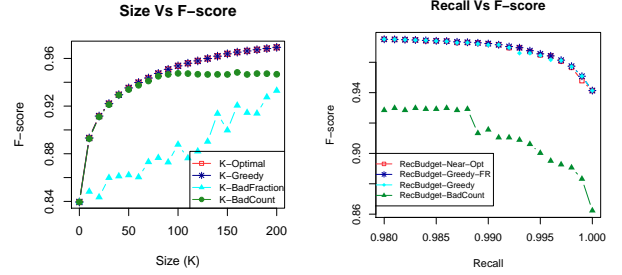 Size Vs F−score
F−score
0.84
0.88
0.92
0.96
0
50
100
150
200
Size (K)
K−Optimal
K−Greedy
K−BadFraction
K−BadCount
Recall Vs F−score
F−score
0.86
0.90
0.94
0.980
0.985
0.990
0.995
1.000
Recall
RecBudget−Near−Opt
RecBudget−Greedy−FR
RecBudget−Greedy
RecBudget−BadCount